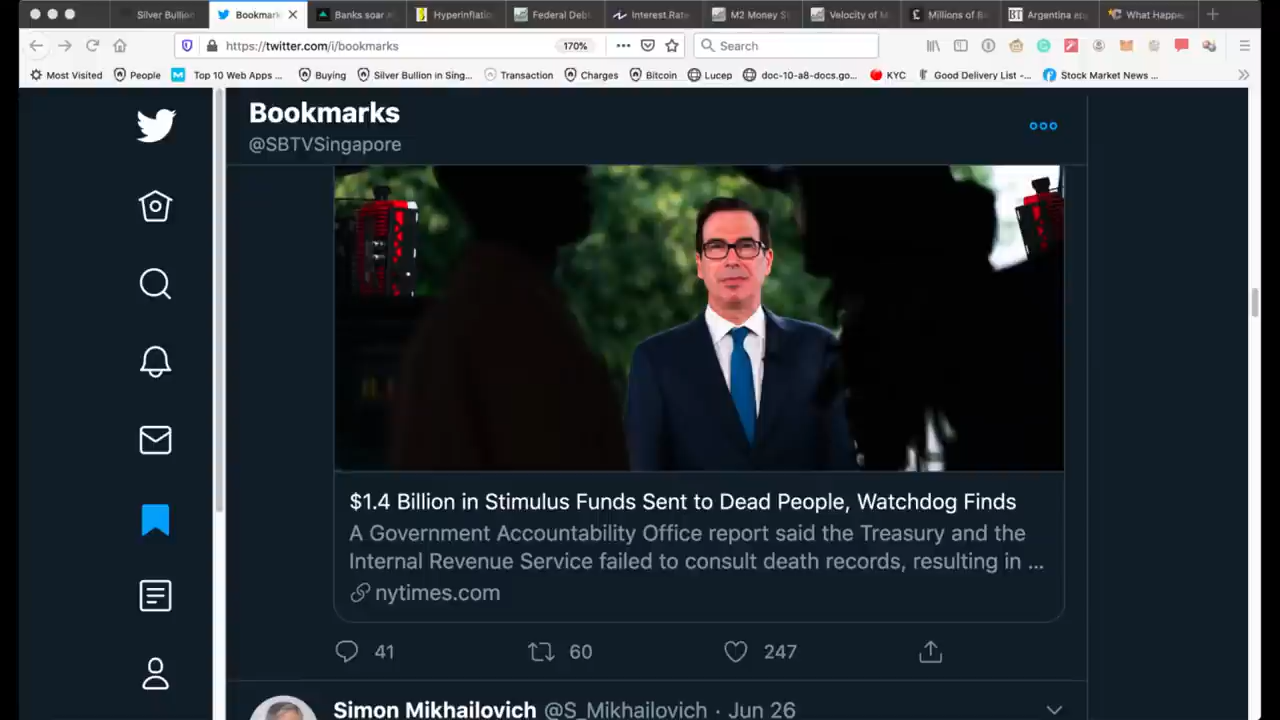 Silver Bullion
Bookmark
Banks soar
Hyperinflatio
Federal Deb
Interest Rate
M2 Money S
Velocity of M
Millions of
Argentina
What Happe
https://twitter.com/i/bookmarks
170%
Search
Most Visited
People
Top 10 Web Apps ...
Buying
Silver Bullion in Sing...
Transaction
Charges
Bitcoin
Lucep
doc-10-a8-docs.go...
KYC
Good Delivery List -...
Stock Market News ...
Bookmarks
@SBTVSingapore
$1.4 Billion in Stimulus Funds Sent to Dead People, Watchdog Finds
A Government Accountability Office report said the Treasury and the
Internal Revenue Service failed to consult death records, resulting in ...
nytimes.com
41 60 247
Simon Mikhailovich @S_Mikhailovich · Jun 26